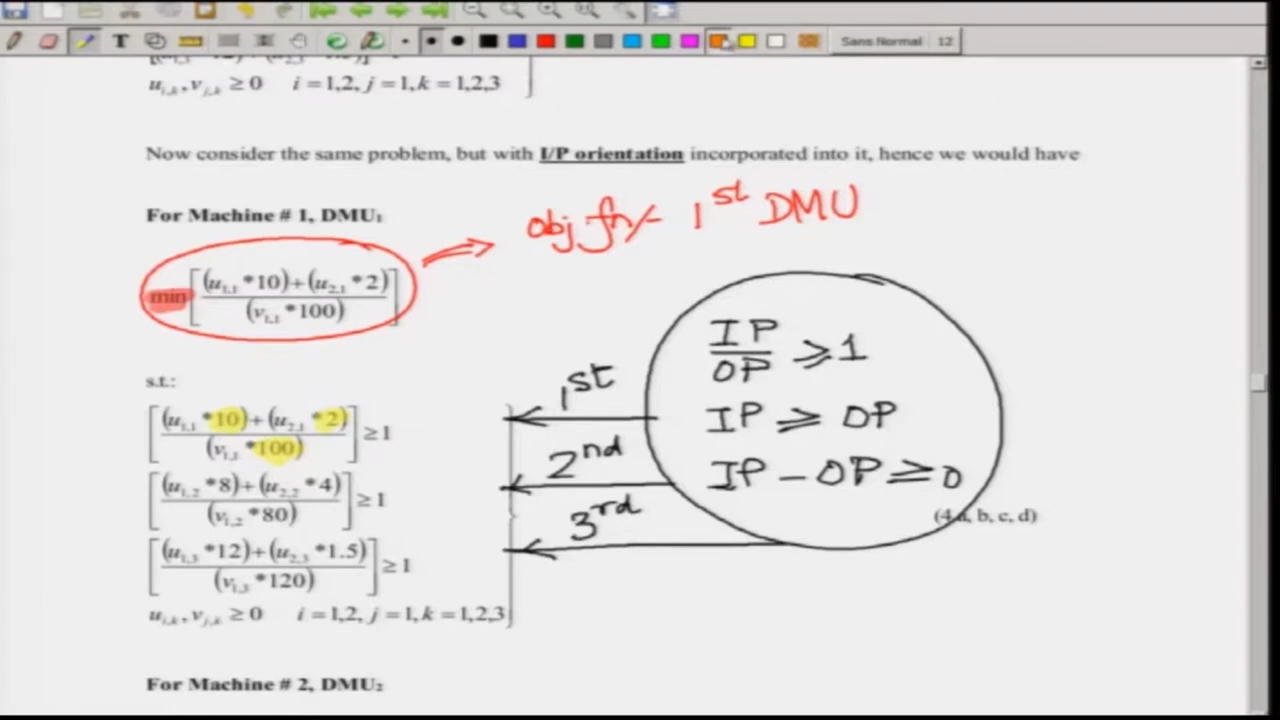 Sans Normal 12
u_{i,k}, v_{j,k} ≥ 0 i = 1,2, j = 1, k = 1,2,3
Now consider the same problem, but with I/P orientation incorporated into it, hence we would have
For Machine # 1, DMU₁
obj fn/- 1st DMU
min [ (u_{1,1} * 10) + (u_{2,1} * 2) / (v_{1,1} * 100) ]
s.t.:
[ (u_{1,1} * 10) + (u_{2,1} * 2) / (v_{1,1} * 100) ] ≥ 1
[ (u_{1,2} * 8) + (u_{2,2} * 4) / (v_{1,2} * 80) ] ≥ 1
[ (u_{1,3} * 12) + (u_{2,3} * 1.5) / (v_{1,3} * 120) ] ≥ 1
u_{i,k}, v_{j,k} ≥ 0 i = 1,2, j = 1, k = 1,2,3
1st
2nd
3rd
IP / OP ≥ 1
IP ≥ OP
IP - OP ≥ 0
(4.a, b, c, d)
For Machine # 2, DMU₂